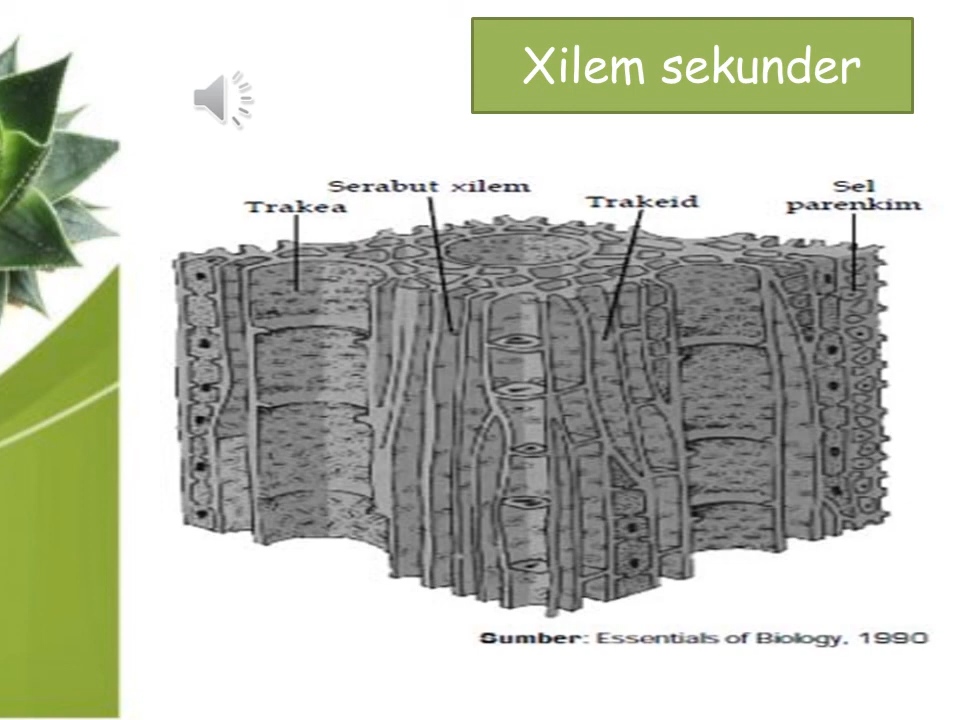 Xilem sekunder
Serabut xilem
Trakea
Trakeid
Sel
parenkim
Sumber: Essentials of Biology, 1990